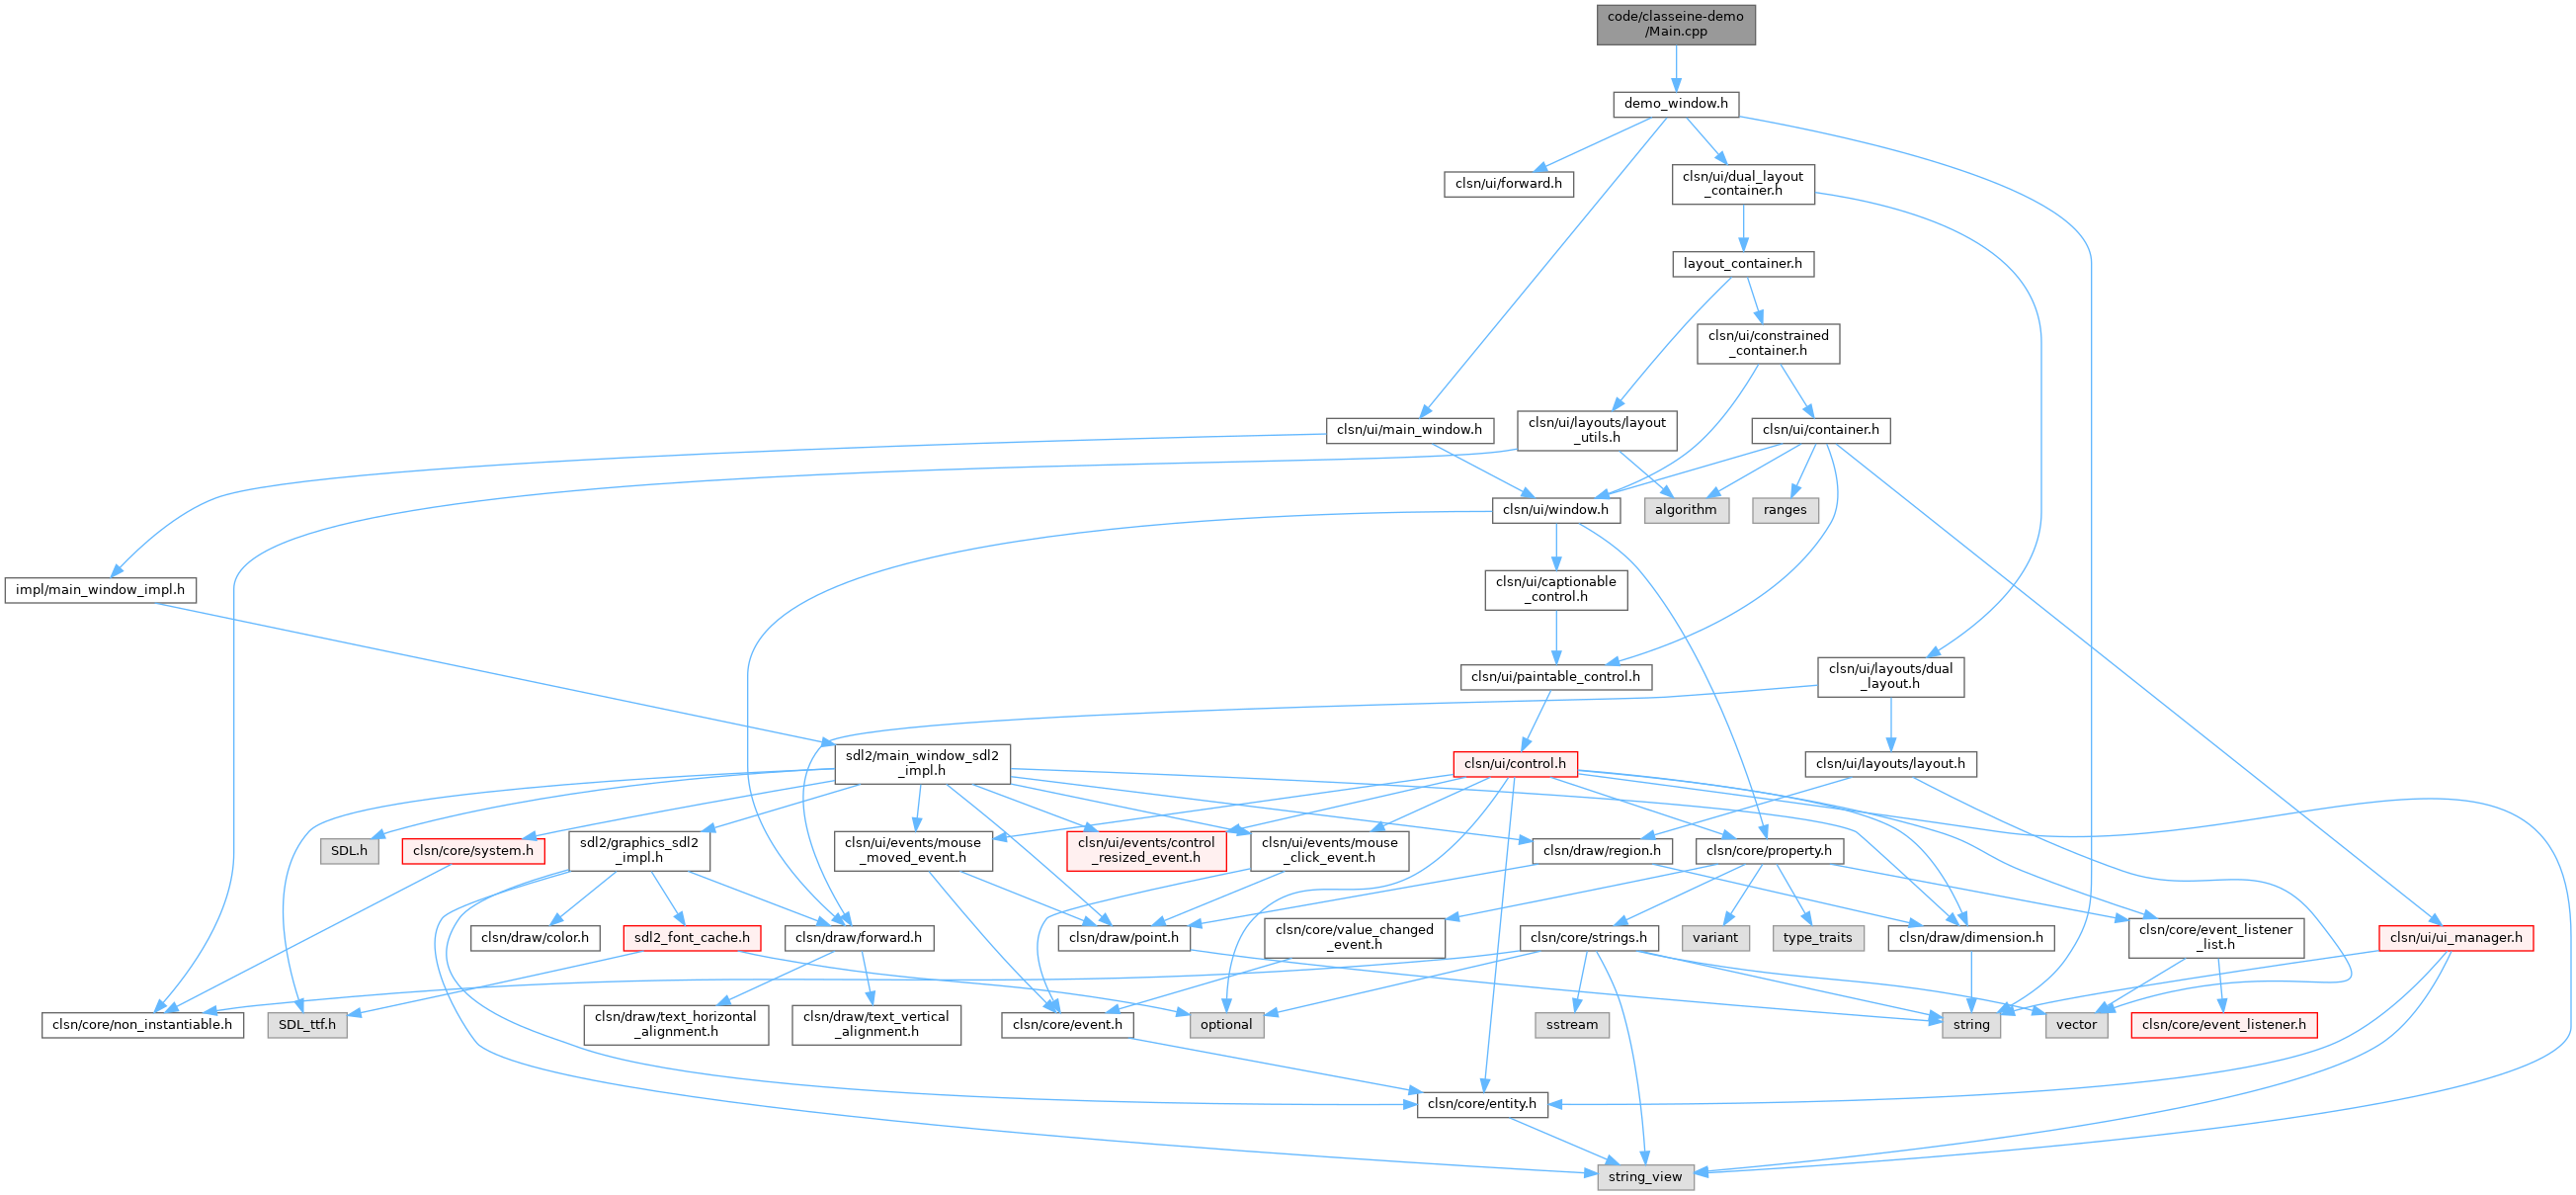 code/classeine-demo
/Main.cpp
demo_window.h
clsn/ui/forward.h
clsn/ui/dual_layout
_container.h
layout_container.h
clsn/ui/constrained
_container.h
clsn/ui/main_window.h
clsn/ui/layouts/layout
_utils.h
clsn/ui/container.h
clsn/ui/window.h
algorithm
ranges
impl/main_window_impl.h
clsn/ui/captionable
_control.h
clsn/ui/paintable_control.h
clsn/ui/layouts/dual
_layout.h
sdl2/main_window_sdl2
_impl.h
clsn/ui/control.h
clsn/ui/layouts/layout.h
SDL.h
clsn/core/system.h
sdl2/graphics_sdl2
_impl.h
clsn/ui/events/mouse
_moved_event.h
clsn/ui/events/control
_resized_event.h
clsn/ui/events/mouse
_click_event.h
clsn/draw/region.h
clsn/core/property.h
clsn/draw/color.h
sdl2_font_cache.h
clsn/draw/forward.h
clsn/draw/point.h
clsn/core/value_changed
_event.h
clsn/core/strings.h
variant
type_traits
clsn/draw/dimension.h
clsn/core/event_listener
_list.h
clsn/ui/ui_manager.h
clsn/core/non_instantiable.h
SDL_ttf.h
clsn/draw/text_horizontal
_alignment.h
clsn/draw/text_vertical
_alignment.h
clsn/core/event.h
optional
sstream
string
vector
clsn/core/event_listener.h
clsn/core/entity.h
string_view